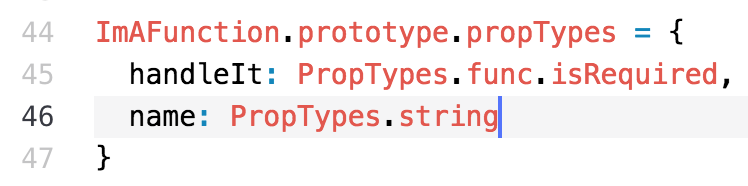 44 ImAFunction.prototype.propTypes = {
45   handleIt: PropTypes.func.isRequired,
46   name: PropTypes.string
47 }